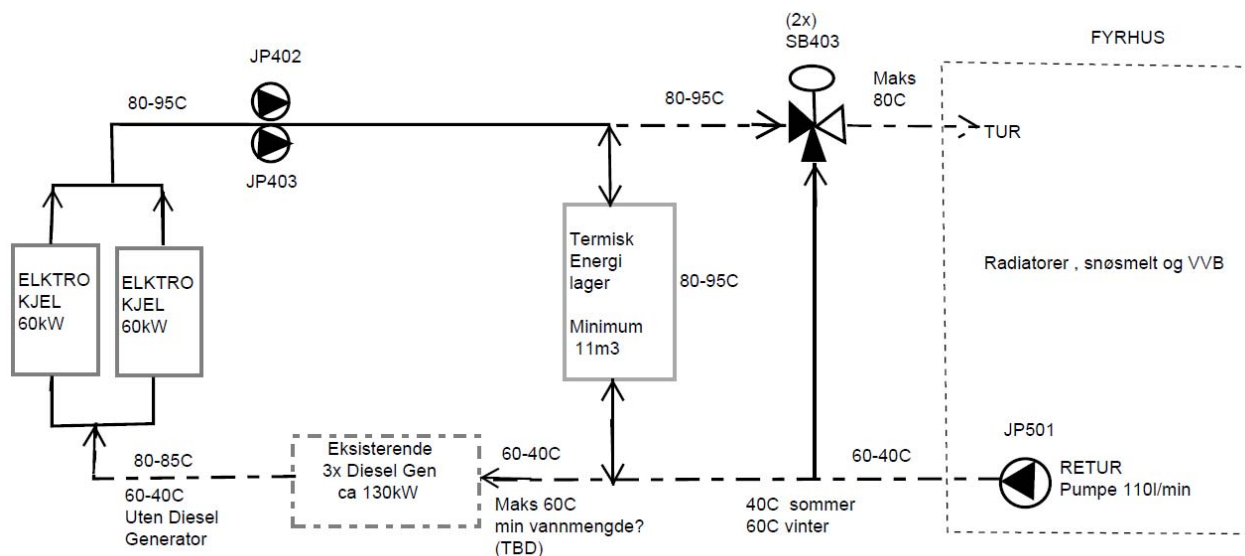 (2x)
SB403
FYRHUS
JP402
80-95C
80-95C
Maks
80C
TUR
JP403
ELKTRO
KJEL
60kW
ELKTRO
KJEL
60kW
Termisk
Energi
lager
Minimum
11m3
80-95C
Radiatorer , snøsmelt og VVB
JP501
RETUR
Pumpe 110l/min
80-85C
60-40C
Uten Diesel
Generator
Eksisterende
3x Diesel Gen
ca 130kW
60-40C
Maks 60C
min vannmengde?
(TBD)
60-40C
40C sommer
60C vinter